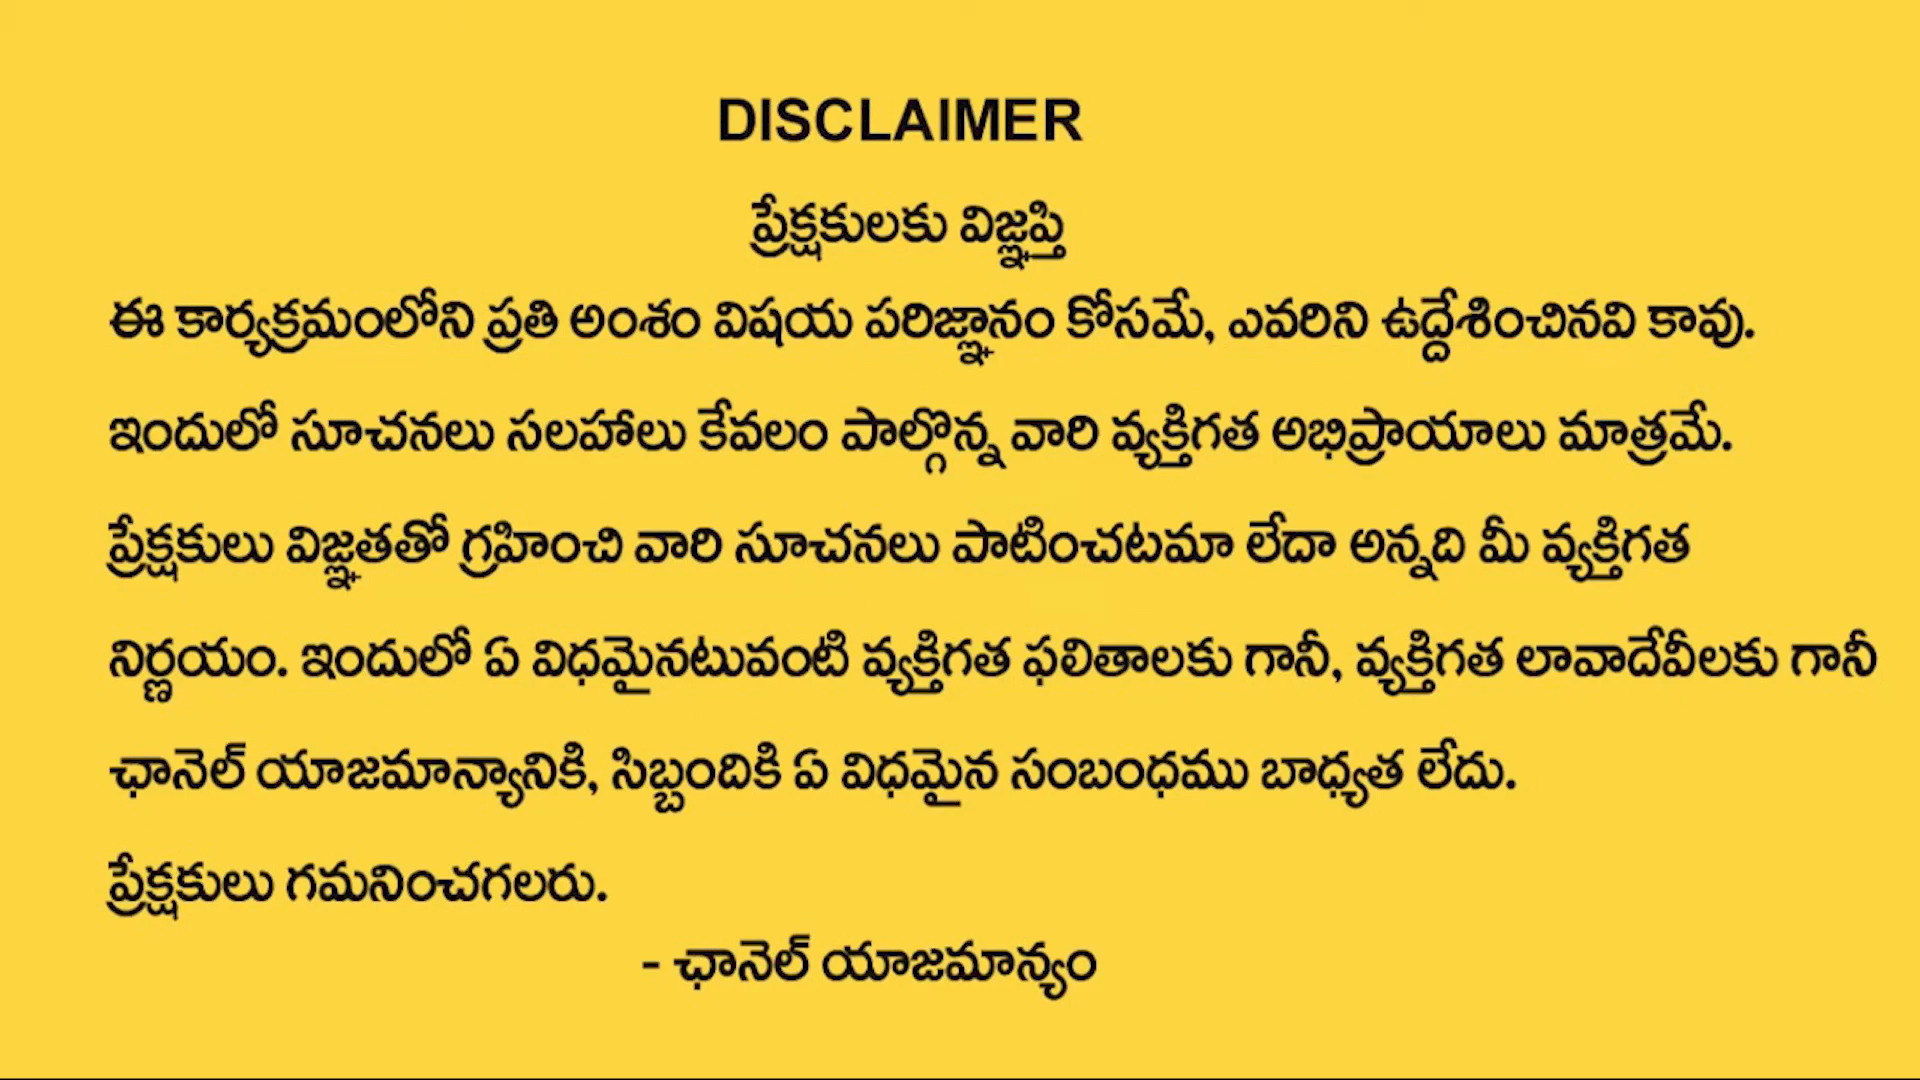 DISCLAIMER
ప్రేక్షకులకు విజ్ఞప్తి
ఈ కార్యక్రమంలోని ప్రతి అంశం విషయ పరిజ్ఞానం కోసమే, ఎవరిని ఉద్దేశించినవి కావు.
ఇందులో సూచనలు సలహాలు కేవలం పాల్గొన్న వారి వ్యక్తిగత అభిప్రాయాలు మాత్రమే.
ప్రేక్షకులు విజ్ఞతతో గ్రహించి వారి సూచనలు పాటించటమా లేదా అన్నది మీ వ్యక్తిగత
నిర్ణయం. ఇందులో ఏ విధమైనటువంటి వ్యక్తిగత ఫలితాలకు గానీ, వ్యక్తిగత లావాదేవీలకు గానీ
ఛానెల్ యాజమాన్యానికి, సిబ్బందికి ఏ విధమైన సంబంధము బాధ్యత లేదు.
ప్రేక్షకులు గమనించగలరు.
- ఛానెల్ యాజమాన్యం